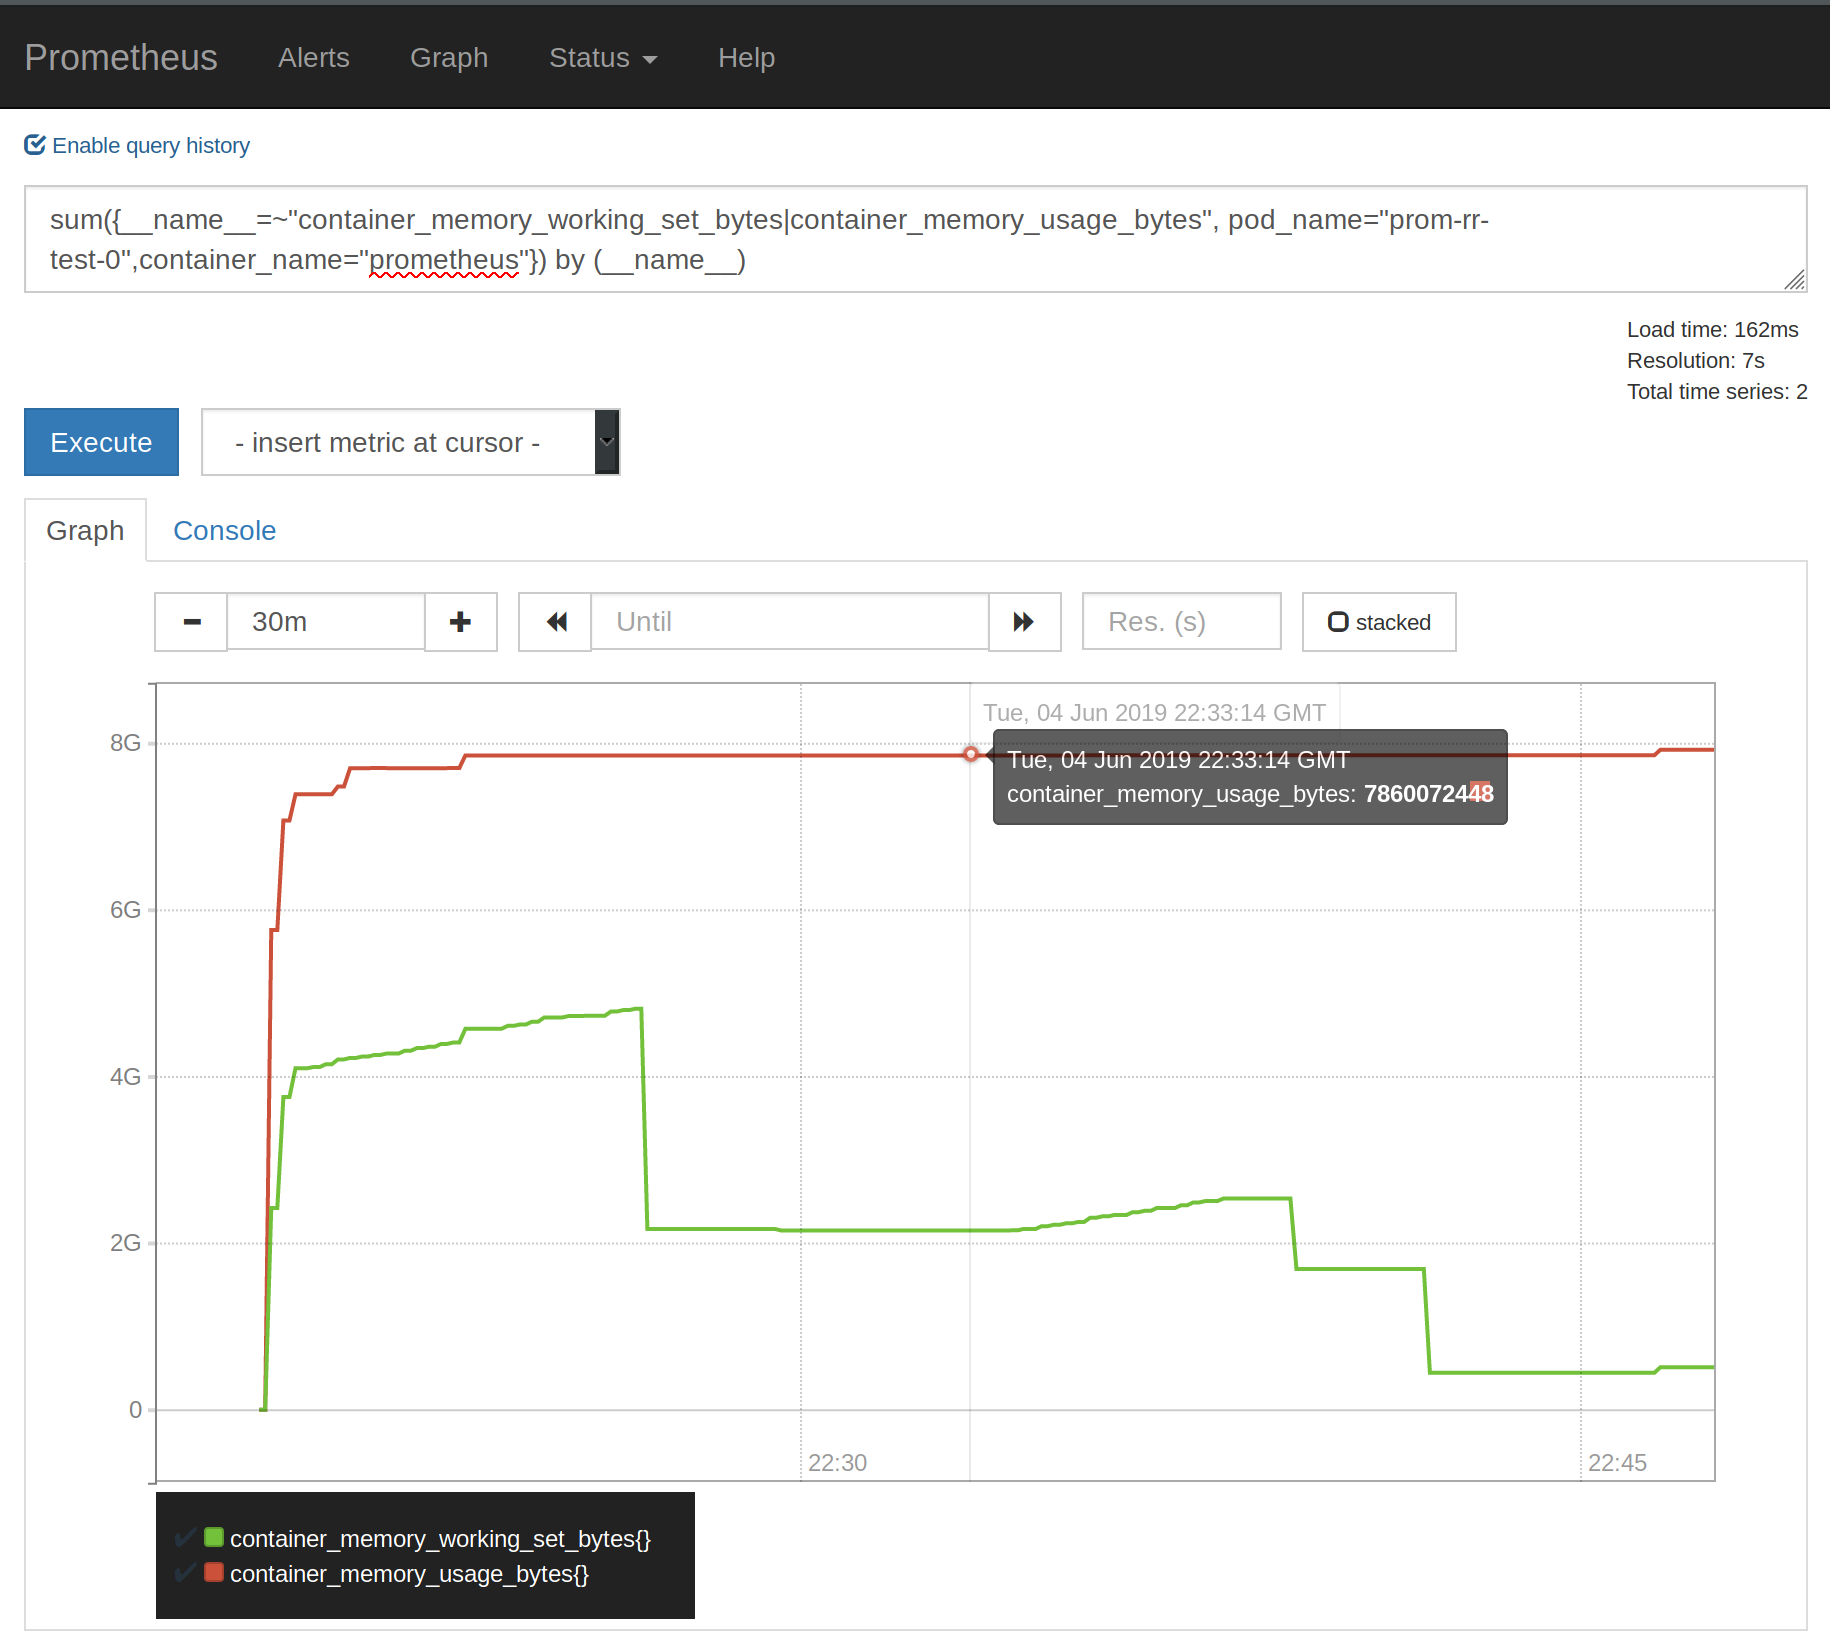 Prometheus Alerts Graph Status Help
Enable query history
sum({__name__=~"container_memory_working_set_bytes|container_memory_usage_bytes", pod_name="prom-rr-
test-0",container_name="prometheus"}) by (__name__)
Load time: 162ms
Resolution: 7s
Total time series: 2
Execute - insert metric at cursor -
Graph Console
30m Until Res. (s) stacked
Tue, 04 Jun 2019 22:33:14 GMT
8G
Tue, 04 Jun 2019 22:33:14 GMT
container_memory_usage_bytes: 7860072448
6G
4G
2G
0
22:30 22:45
container_memory_working_set_bytes{}
container_memory_usage_bytes{}